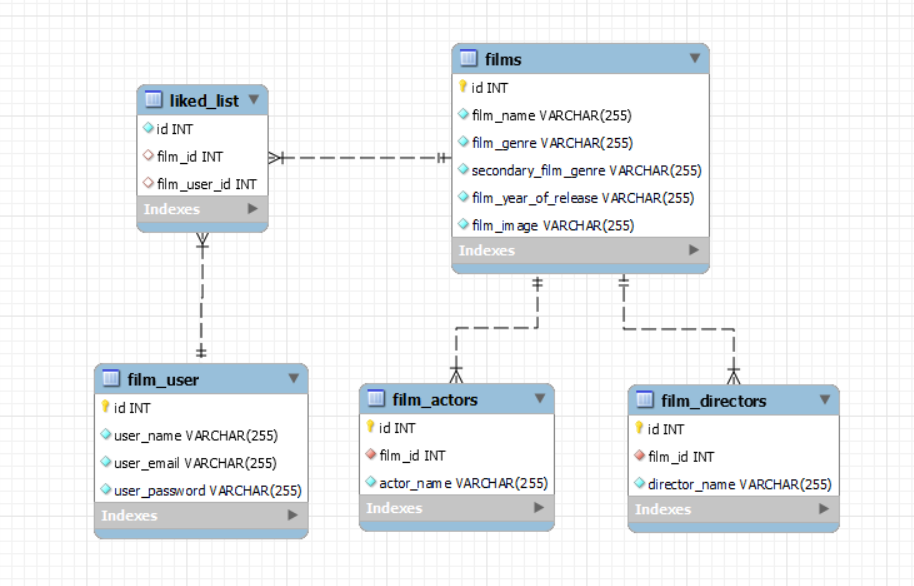 liked_list
id INT
film_id INT
film_user_id INT
Indexes
films
id INT
film_name VARCHAR(255)
film_genre VARCHAR(255)
secondary_film_genre VARCHAR(255)
film_year_of_release VARCHAR(255)
film_image VARCHAR(255)
Indexes
film_user
id INT
user_name VARCHAR(255)
user_email VARCHAR(255)
user_password VARCHAR(255)
Indexes
film_actors
id INT
film_id INT
actor_name VARCHAR(255)
Indexes
film_directors
id INT
film_id INT
director_name VARCHAR(255)
Indexes